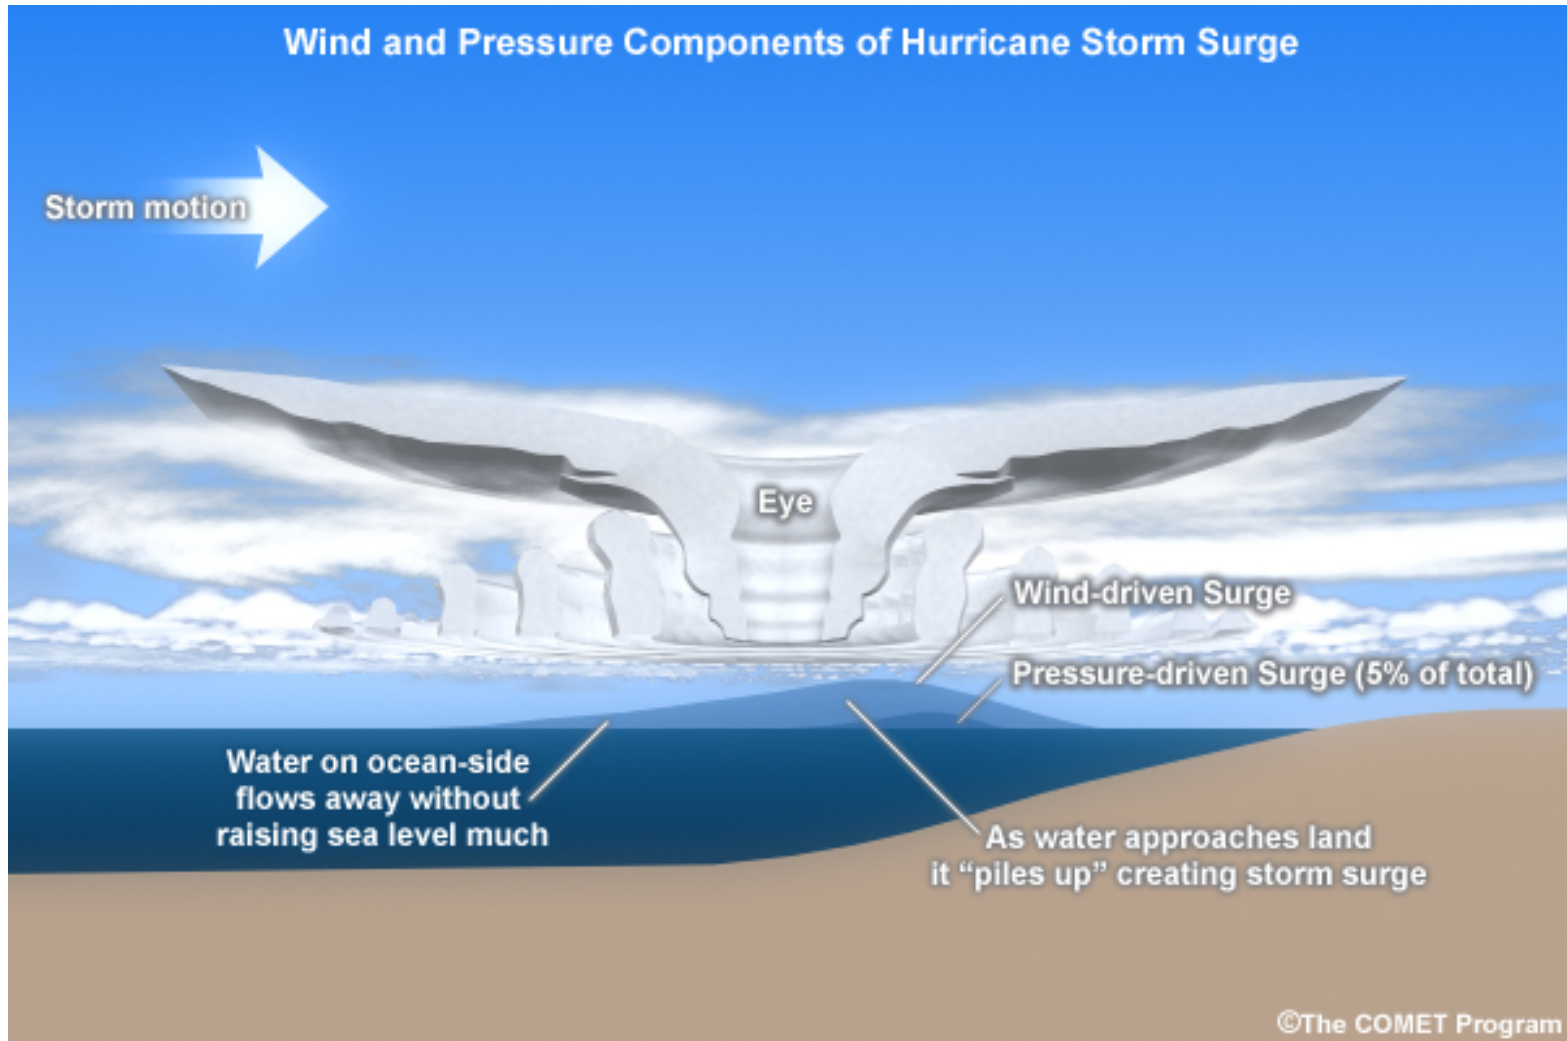 Wind and Pressure Components of Hurricane Storm Surge
Storm motion
Eye
Wind-driven Surge
Pressure-driven Surge (5% of total)
Water on ocean-side
flows away without
raising sea level much
As water approaches land
it “piles up” creating storm surge
©The COMET Program